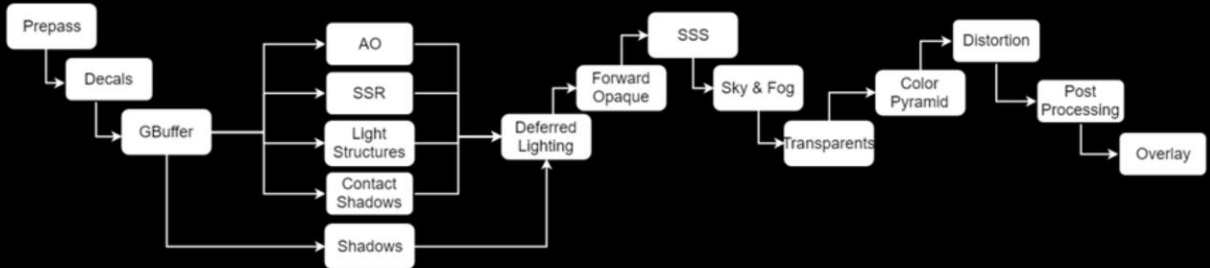 Prepass
Decals
GBuffer
AO
SSR
Light
Structures
Contact
Shadows
Shadows
Deferred
Lighting
Forward
Opaque
SSS
Sky & Fog
Transparents
Color
Pyramid
Distortion
Post
Processing
Overlay